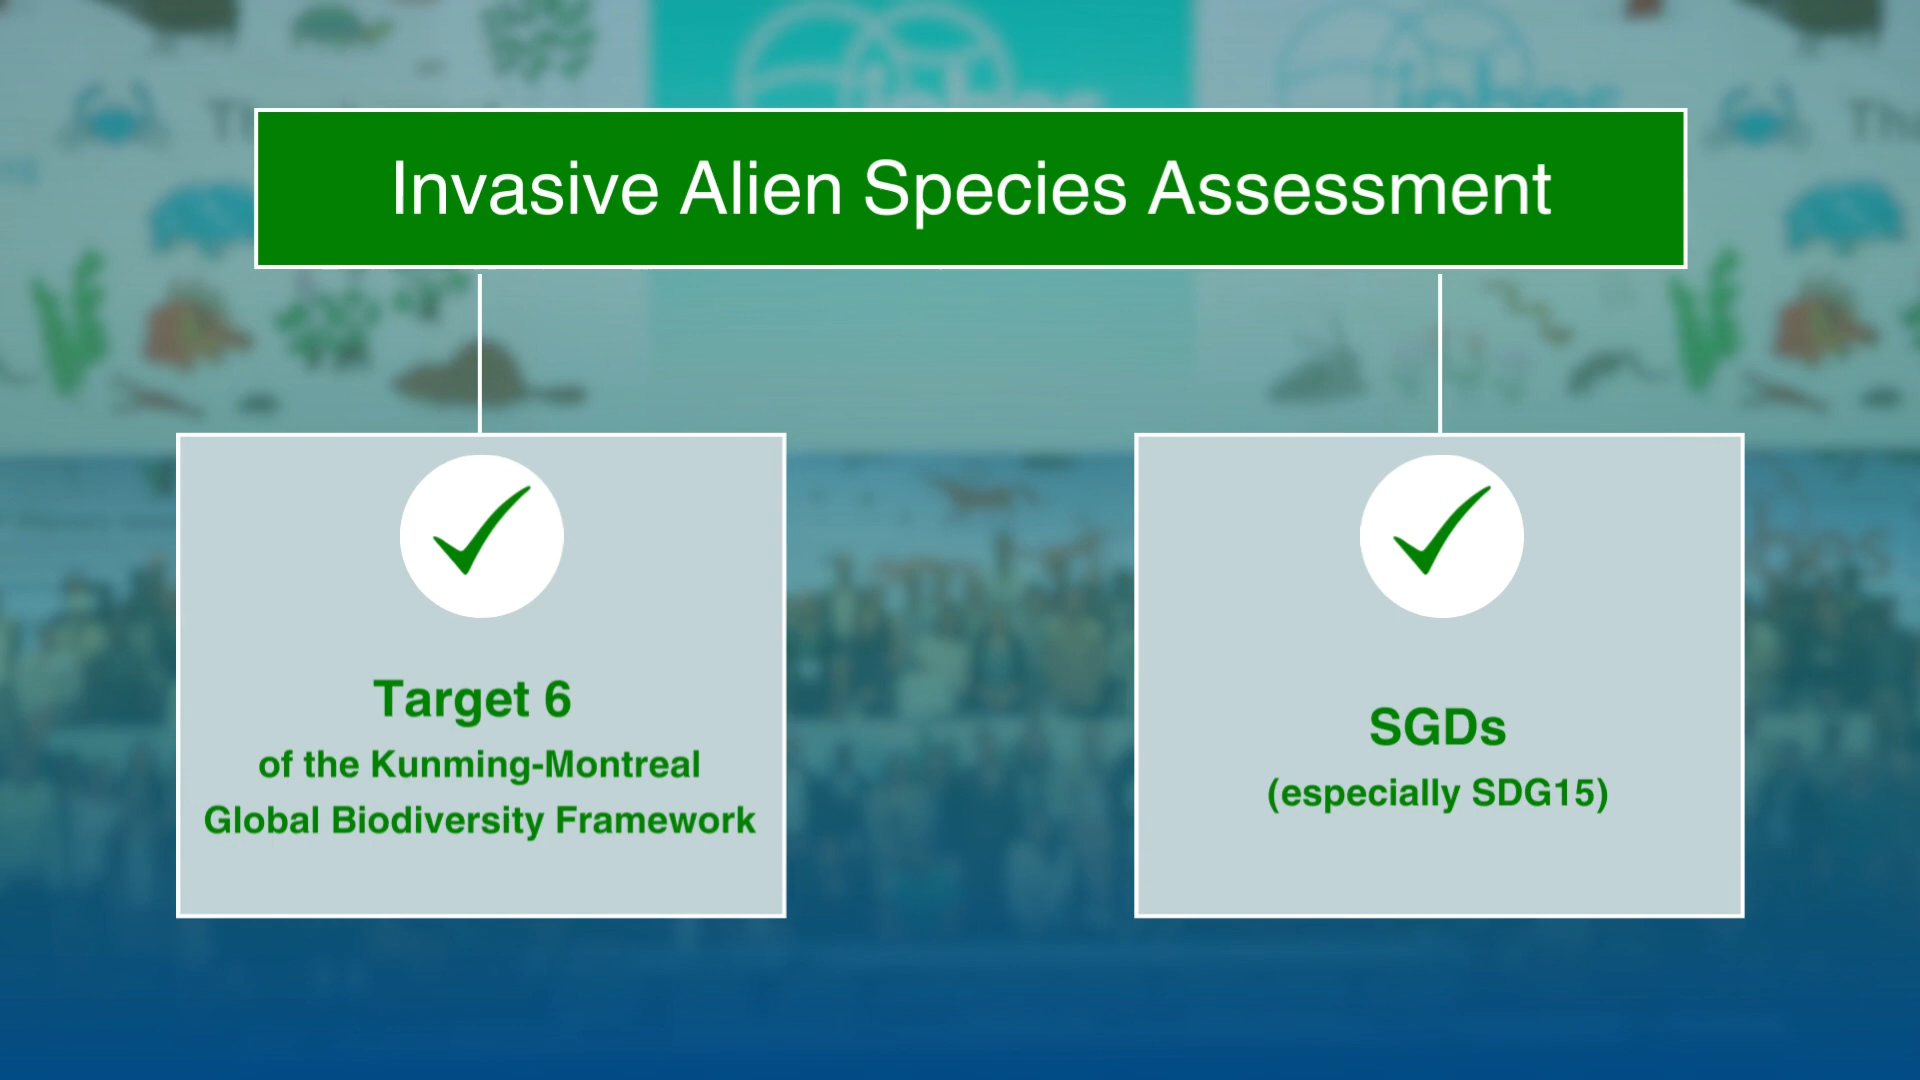 Invasive Alien Species Assessment
Target 6
of the Kunming-Montreal
Global Biodiversity Framework
SGDs
(especially SDG15)